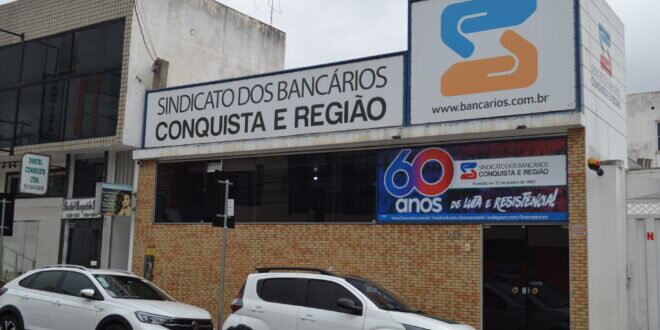 SINDICATO DOS BANCÁRIOS
CONQUISTA E REGIÃO
www.bancarios.com.br
60
anos
SINDICATO DOS BANCÁRIOS
CONQUISTA E REGIÃO
DE LUTA E RESISTÊNCIA!
DENTAL
CONQUISTA
LTDA.